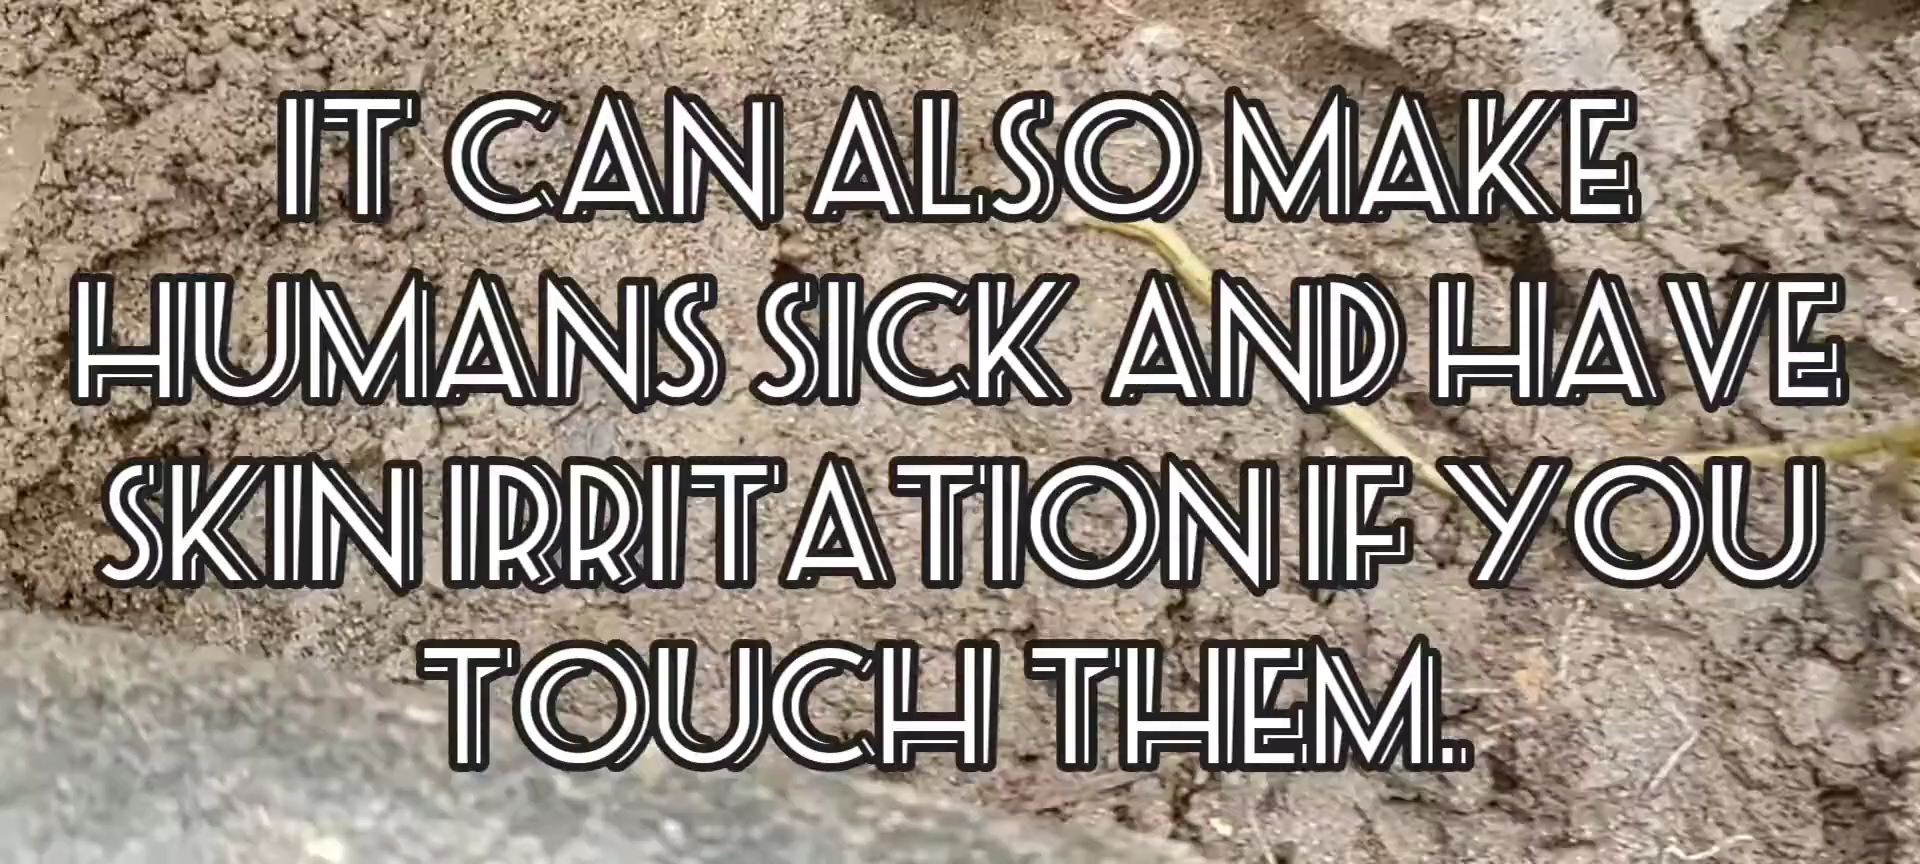 IT CAN ALSO MAKE
HUMANS SICK AND HAVE
SKIN IRRITATION IF YOU
TOUCH THEM.